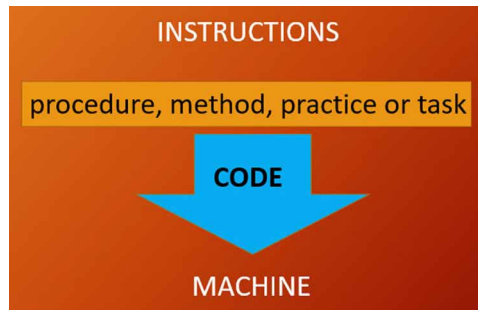 INSTRUCTIONS
procedure, method, practice or task
CODE
MACHINE